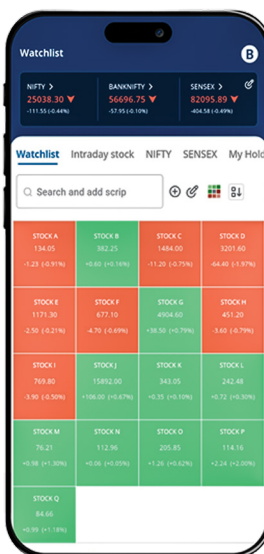 Watchlist B
NIFTY > BANKNIFTY > SENSEX >
25038.30 ▼ 56696.75 ▼ 82095.89 ▼
-111.55 (-0.44%) -57.95 (-0.10%) -404.58 (-0.49%)
Watchlist Intraday stock NIFTY SENSEX My Hold
Search and add scrip
STOCK A STOCK B STOCK C STOCK D
134.05 382.25 1484.00 3201.60
-1.23 (-0.91%) +0.60 (+0.16%) -11.20 (-0.75%) -64.40 (-1.97%)
STOCK E STOCK F STOCK G STOCK H
1171.30 677.10 4904.60 451.20
-2.50 (-0.21%) -4.70 (-0.69%) +38.50 (+0.79%) -3.60 (-0.79%)
STOCK I STOCK J STOCK K STOCK L
769.80 15892.00 343.05 242.48
-3.90 (-0.50%) +106.00 (+0.67%) +0.35 (+0.10%) +0.72 (+0.30%)
STOCK M STOCK N STOCK O STOCK P
76.21 112.96 205.85 114.16
+0.98 (+1.30%) +0.06 (+0.05%) +1.26 (+0.62%) +2.24 (+2.00%)
STOCK Q
84.66
+0.99 (+1.18%)